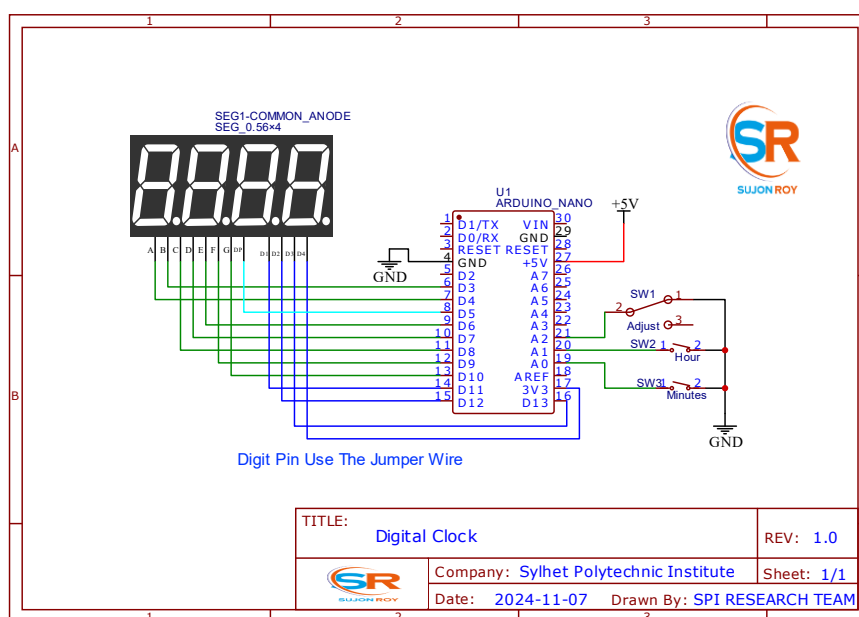 1 2 3
A
B
SEG1-COMMON_ANODE
SEG_0.56×4
A B C D E F G DP D1 D2 D3 D4
SR
SUJON ROY
U1
ARDUINO_NANO
+5V
GND
1 D1/TX VIN 30
2 D0/RX GND 29
3 RESET RESET 28
4 GND +5V 27
5 D2 A7 26
6 D3 A6 25
7 D4 A5 24
8 D5 A4 23
9 D6 A3 22
10 D7 A2 21
11 D8 A1 20
12 D9 A0 19
13 D10 AREF 18
14 D11 3V3 17
15 D12 D13 16
SW1 1
2
Adjust 3
SW2 1 2
Hour
SW3 1 2
Minutes
GND
Digit Pin Use The Jumper Wire
TITLE:
Digital Clock
REV: 1.0
SR
SUJON ROY
Company: Sylhet Polytechnic Institute
Sheet: 1/1
Date: 2024-11-07
Drawn By: SPI RESEARCH TEAM
1 2 3